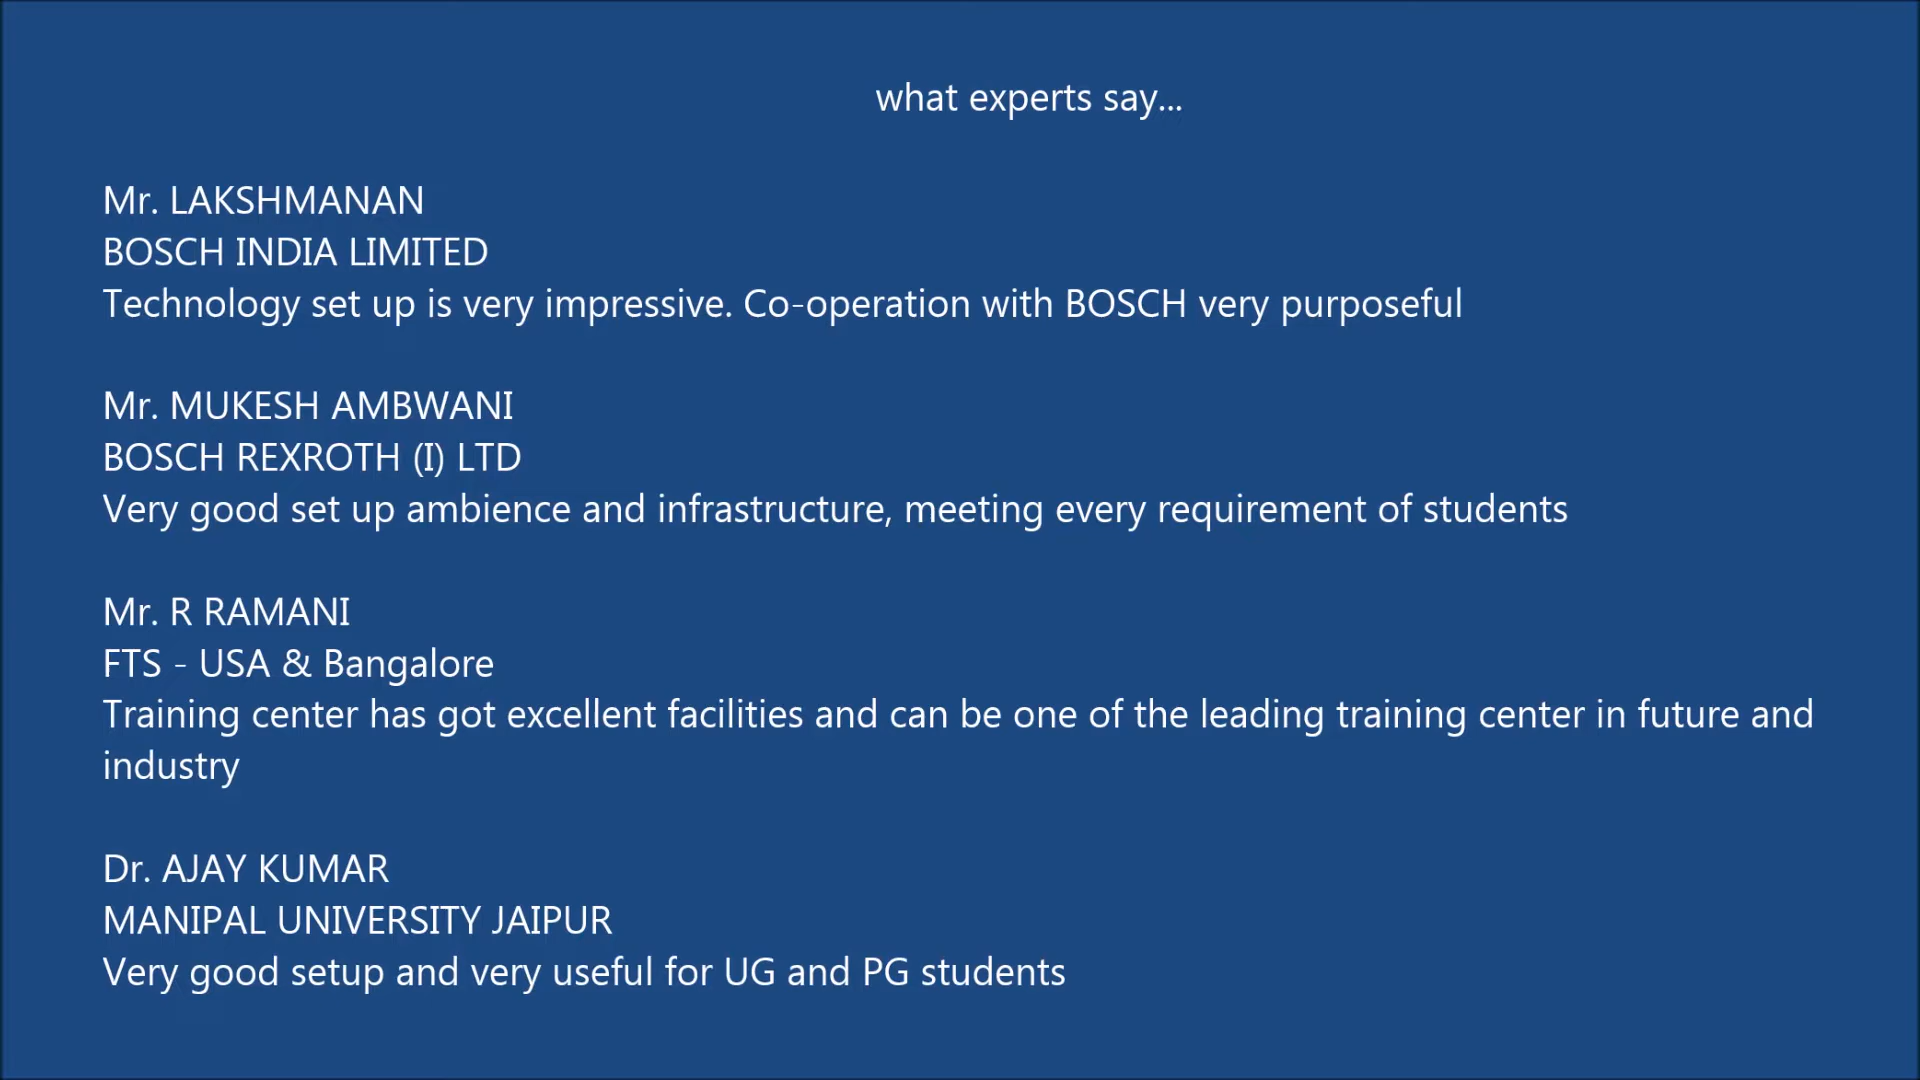 what experts say...
Mr. LAKSHMANAN
BOSCH INDIA LIMITED
Technology set up is very impressive. Co-operation with BOSCH very purposeful
Mr. MUKESH AMBWANI
BOSCH REXROTH (I) LTD
Very good set up ambience and infrastructure, meeting every requirement of students
Mr. R RAMANI
FTS - USA & Bangalore
Training center has got excellent facilities and can be one of the leading training center in future and
industry
Dr. AJAY KUMAR
MANIPAL UNIVERSITY JAIPUR
Very good setup and very useful for UG and PG students